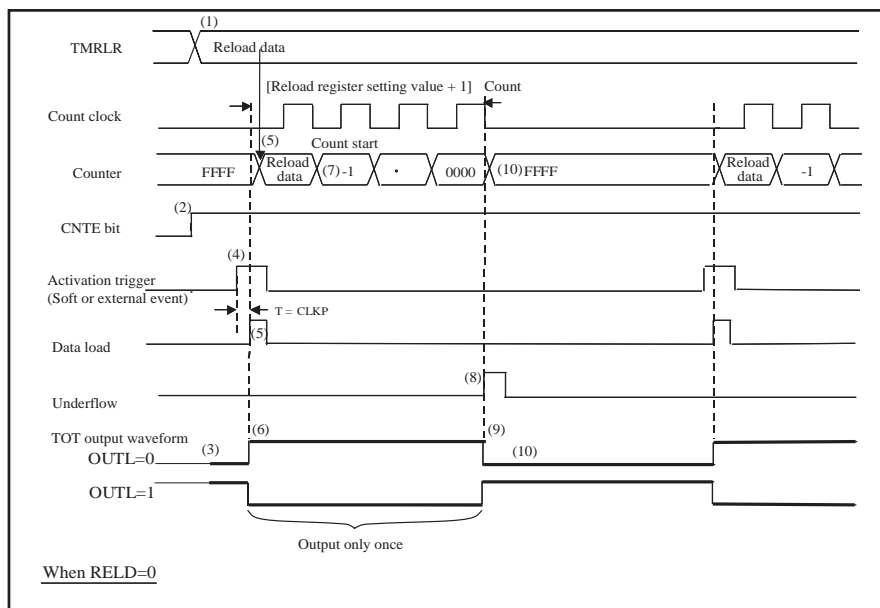 (1)
TMRLR
Reload data
[Reload register setting value + 1] Count
Count clock
(5)
Count start
Counter
FFFF
Reload data
(7) -1
·
0000
(10) FFFF
Reload data
-1
(2)
CNTE bit
(4)
Activation trigger
(Soft or external event)
T = CLKP
(5)
Data load
(8)
Underflow
TOT output waveform
(6)
(9)
(3)
(10)
OUTL=0
OUTL=1
Output only once
When RELD=0